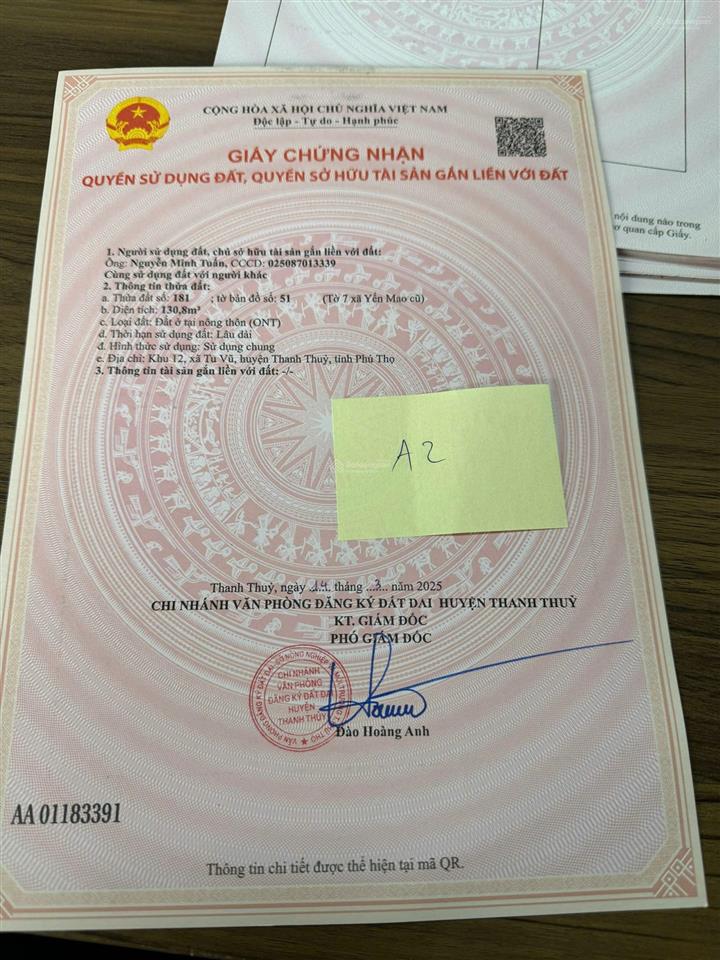 CỘNG HÒA XÃ HỘI CHỦ NGHĨA VIỆT NAM
Độc lập - Tự do - Hạnh phúc
GIẤY CHỨNG NHẬN
QUYỀN SỬ DỤNG ĐẤT, QUYỀN SỞ HỮU TÀI SẢN GẮN LIỀN VỚI ĐẤT
nội dung nào trong
quan cấp Giấy.
1. Người sử dụng đất, chủ sở hữu tài sản gắn liền với đất:
Ông: Nguyễn Minh Tuấn, CCCD: 025087013339
Cùng sử dụng đất với người khác
2. Thông tin thửa đất:
a. Thửa đất số: 181 ; tờ bản đồ số: 51 (Tờ 7 xã Yến Mao cũ)
b. Diện tích: 130,8m²
c. Loại đất: Đất ở tại nông thôn (ONT)
d. Thời hạn sử dụng đất: Lâu dài
đ. Hình thức sử dụng: Sử dụng chung
e. Địa chỉ: Khu 12, xã Tu Vũ, huyện Thanh Thuỷ, tỉnh Phú Thọ
3. Thông tin tài sản gắn liền với đất: -/-
A2
Thanh Thuỷ, ngày 14 tháng 3 năm 2025
CHI NHÁNH VĂN PHÒNG ĐĂNG KÝ ĐẤT ĐAI HUYỆN THANH THUỶ
KT. GIÁM ĐỐC
PHÓ GIÁM ĐỐC
CHI NHÁNH
VĂN PHÒNG
ĐĂNG KÝ ĐẤT ĐAI
HUYỆN
THANH THUỶ
Đào Hoàng Anh
AA 01183391
Thông tin chi tiết được thể hiện tại mã QR.